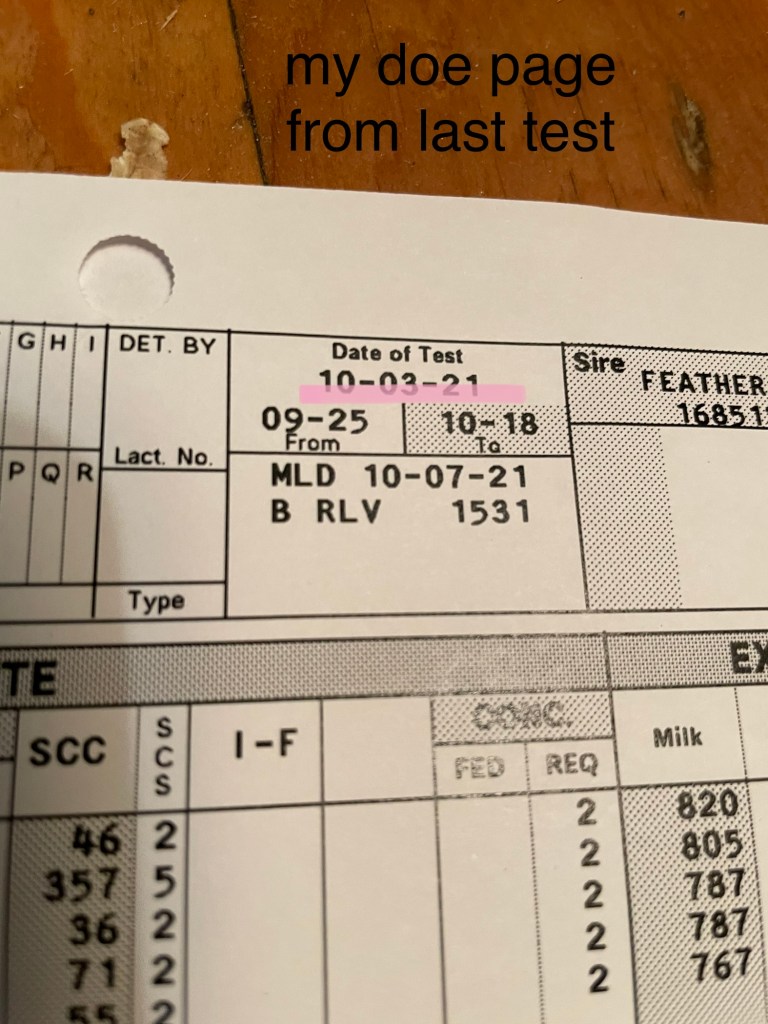 my doe page
from last test
G H I DET. BY
Lact. No.
P Q R
Type
Date of Test
10-03-21
09-25 10-18
From To
MLD 10-07-21
B RLV 1531
Sire FEATHER
16851
TE
EX
SCC SCS I-F CONC. Milk
FED REQ
2 820
46 2 2 805
357 5 2 787
36 2 2 787
71 2 2 767
55 2